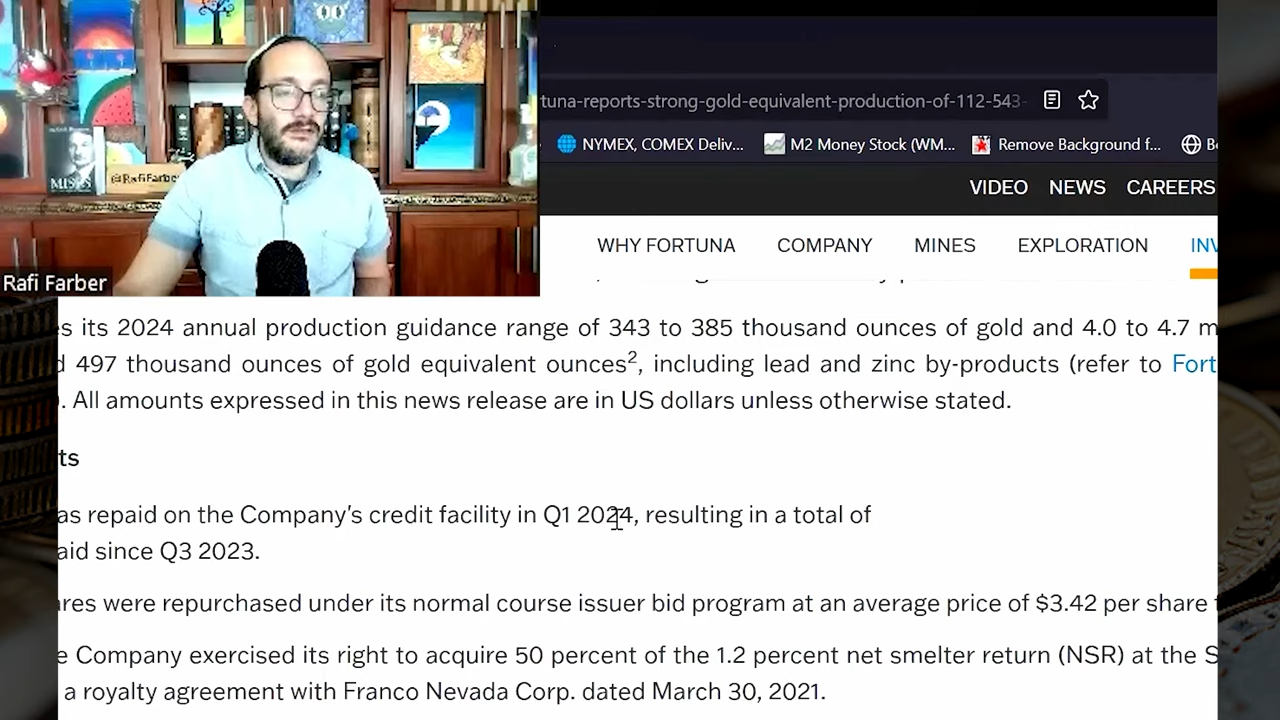 tuna-reports-strong-gold-equivalent-production-of-112-543-
NYMEX, COMEX Deliv... M2 Money Stock (WM... Remove Background f...
VIDEO NEWS CAREERS
WHY FORTUNA COMPANY MINES EXPLORATION INV
MISES
@RafiFarber
Rafi Farber
es its 2024 annual production guidance range of 343 to 385 thousand ounces of gold and 4.0 to 4.7 m
d 497 thousand ounces of gold equivalent ounces², including lead and zinc by-products (refer to Fort
). All amounts expressed in this news release are in US dollars unless otherwise stated.
ts
as repaid on the Company's credit facility in Q1 2024, resulting in a total of
aid since Q3 2023.
ares were repurchased under its normal course issuer bid program at an average price of $3.42 per share
e Company exercised its right to acquire 50 percent of the 1.2 percent net smelter return (NSR) at the S
a royalty agreement with Franco Nevada Corp. dated March 30, 2021.